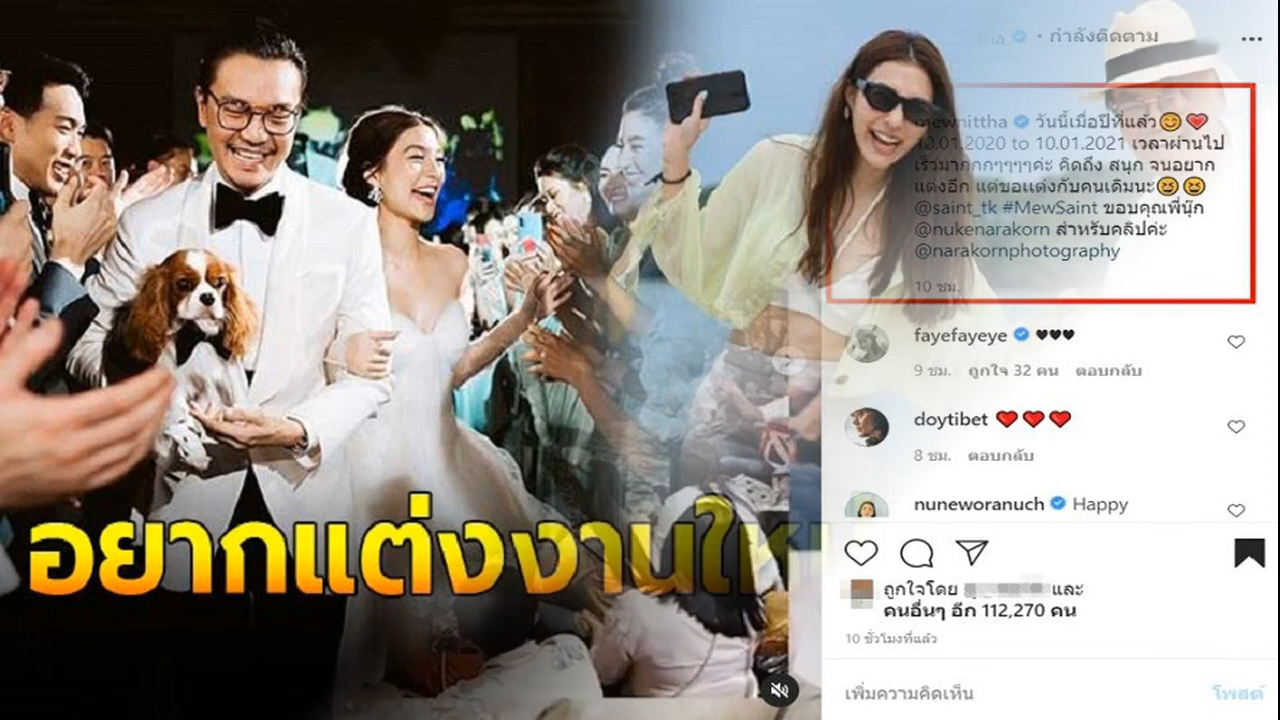 อยากแต่งงานให
• กำลังติดตาม
mewnittha วันนี้เมื่อปีที่แล้ว😊❤️
10.01.2020 to 10.01.2021 เวลาผ่านไป
เร็วมากกกๆๆๆๆค่ะ คิดถึง สนุก จนอยาก
แต่งอีก แต่ขอแต่งกับคนเดิมนะ😆😆
@saint_tk #MewSaint ขอบคุณพี่นุ๊ก
@nukenarakorn สำหรับคลิปค่ะ
@narakornphotography
10 ชม.
fayefayeye 🖤🖤🖤
9 ชม. ถูกใจ 32 คน ตอบกลับ
doytibet ❤️❤️❤️
8 ชม. ตอบกลับ
nuneworanuch Happy
ถูกใจโดย และ
คนอื่นๆ อีก 112,270 คน
10 ชั่วโมงที่แล้ว
เพิ่มความคิดเห็น
โพสต์